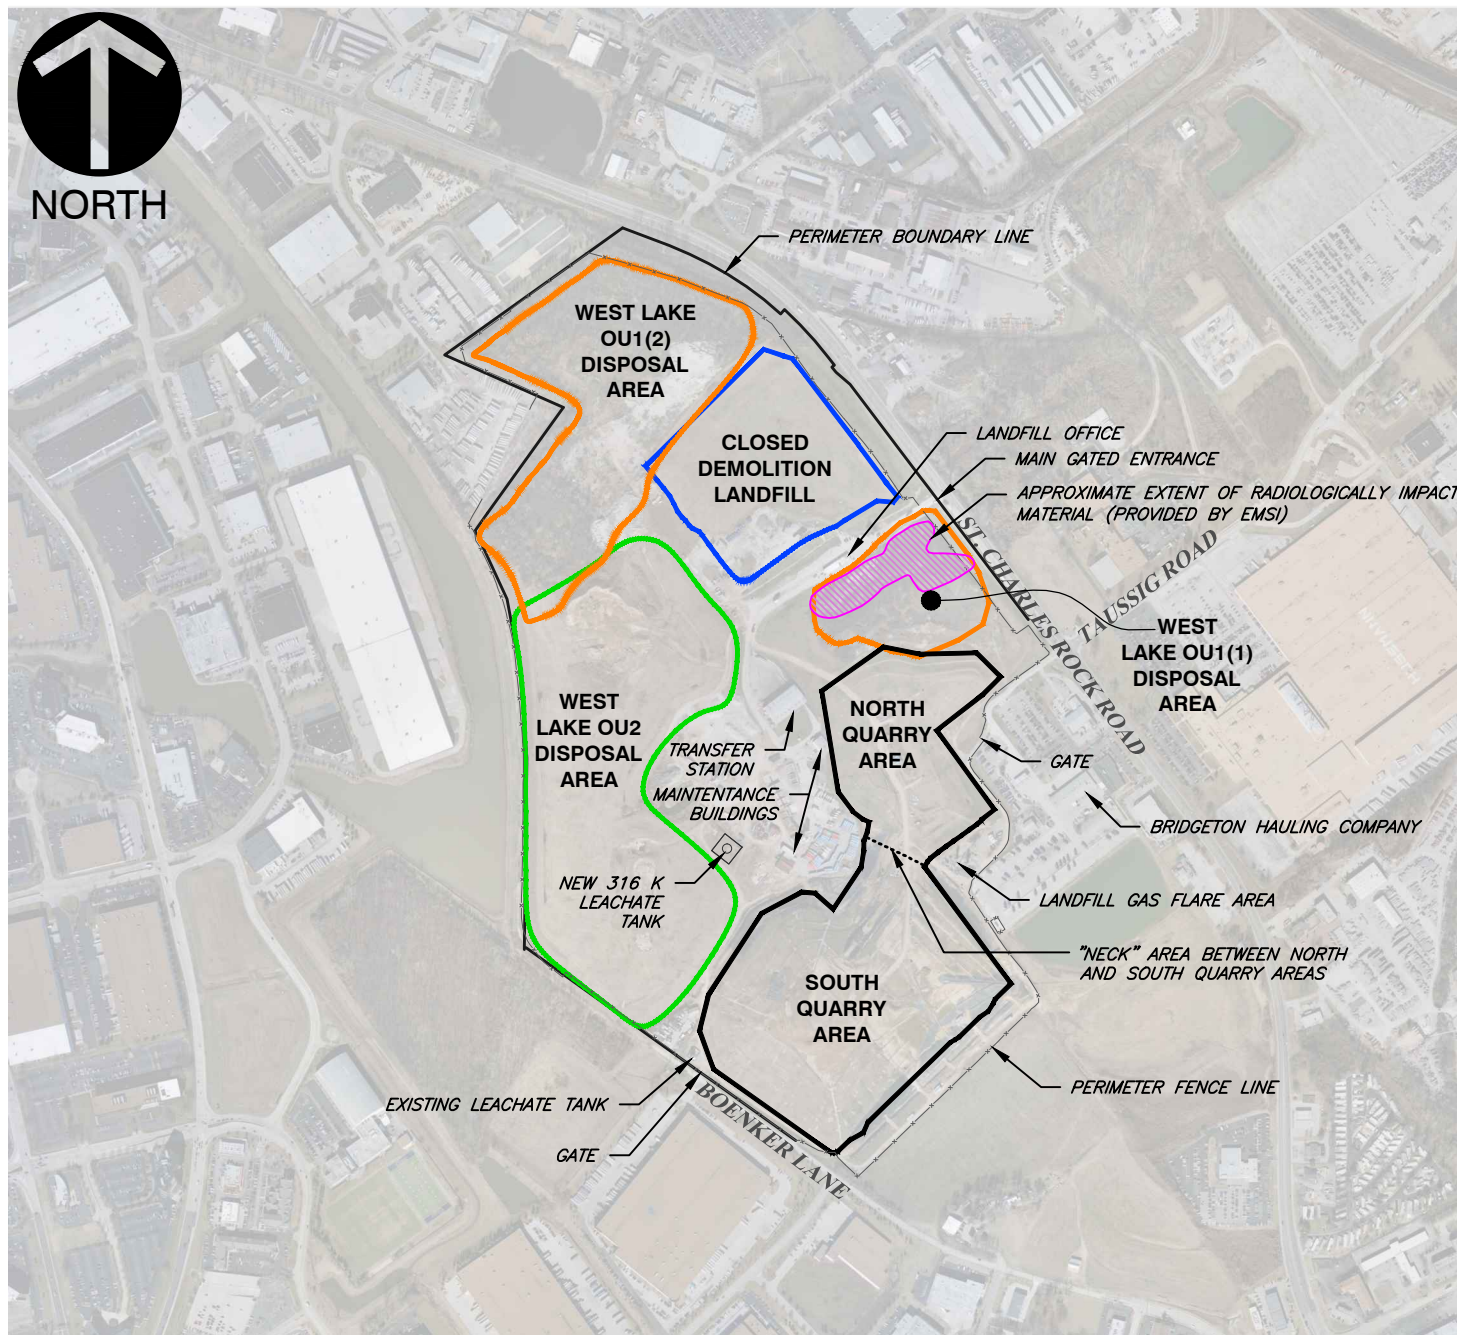 NORTH
PERIMETER BOUNDARY LINE
WEST LAKE
OU1(2)
DISPOSAL
AREA
CLOSED
DEMOLITION
LANDFILL
LANDFILL OFFICE
MAIN GATED ENTRANCE
APPROXIMATE EXTENT OF RADIOLOGICALLY IMPACT
MATERIAL (PROVIDED BY EMSI)
ST. CHARLES ROCK ROAD
TAUSSIG ROAD
WEST
LAKE OU1(1)
DISPOSAL
AREA
WEST
LAKE OU2
DISPOSAL
AREA
NORTH
QUARRY
AREA
TRANSFER
STATION
MAINTENTANCE
BUILDINGS
GATE
BRIDGETON HAULING COMPANY
NEW 316 K
LEACHATE
TANK
LANDFILL GAS FLARE AREA
"NECK" AREA BETWEEN NORTH
AND SOUTH QUARRY AREAS
SOUTH
QUARRY
AREA
PERIMETER FENCE LINE
EXISTING LEACHATE TANK
GATE
BOENKER LANE